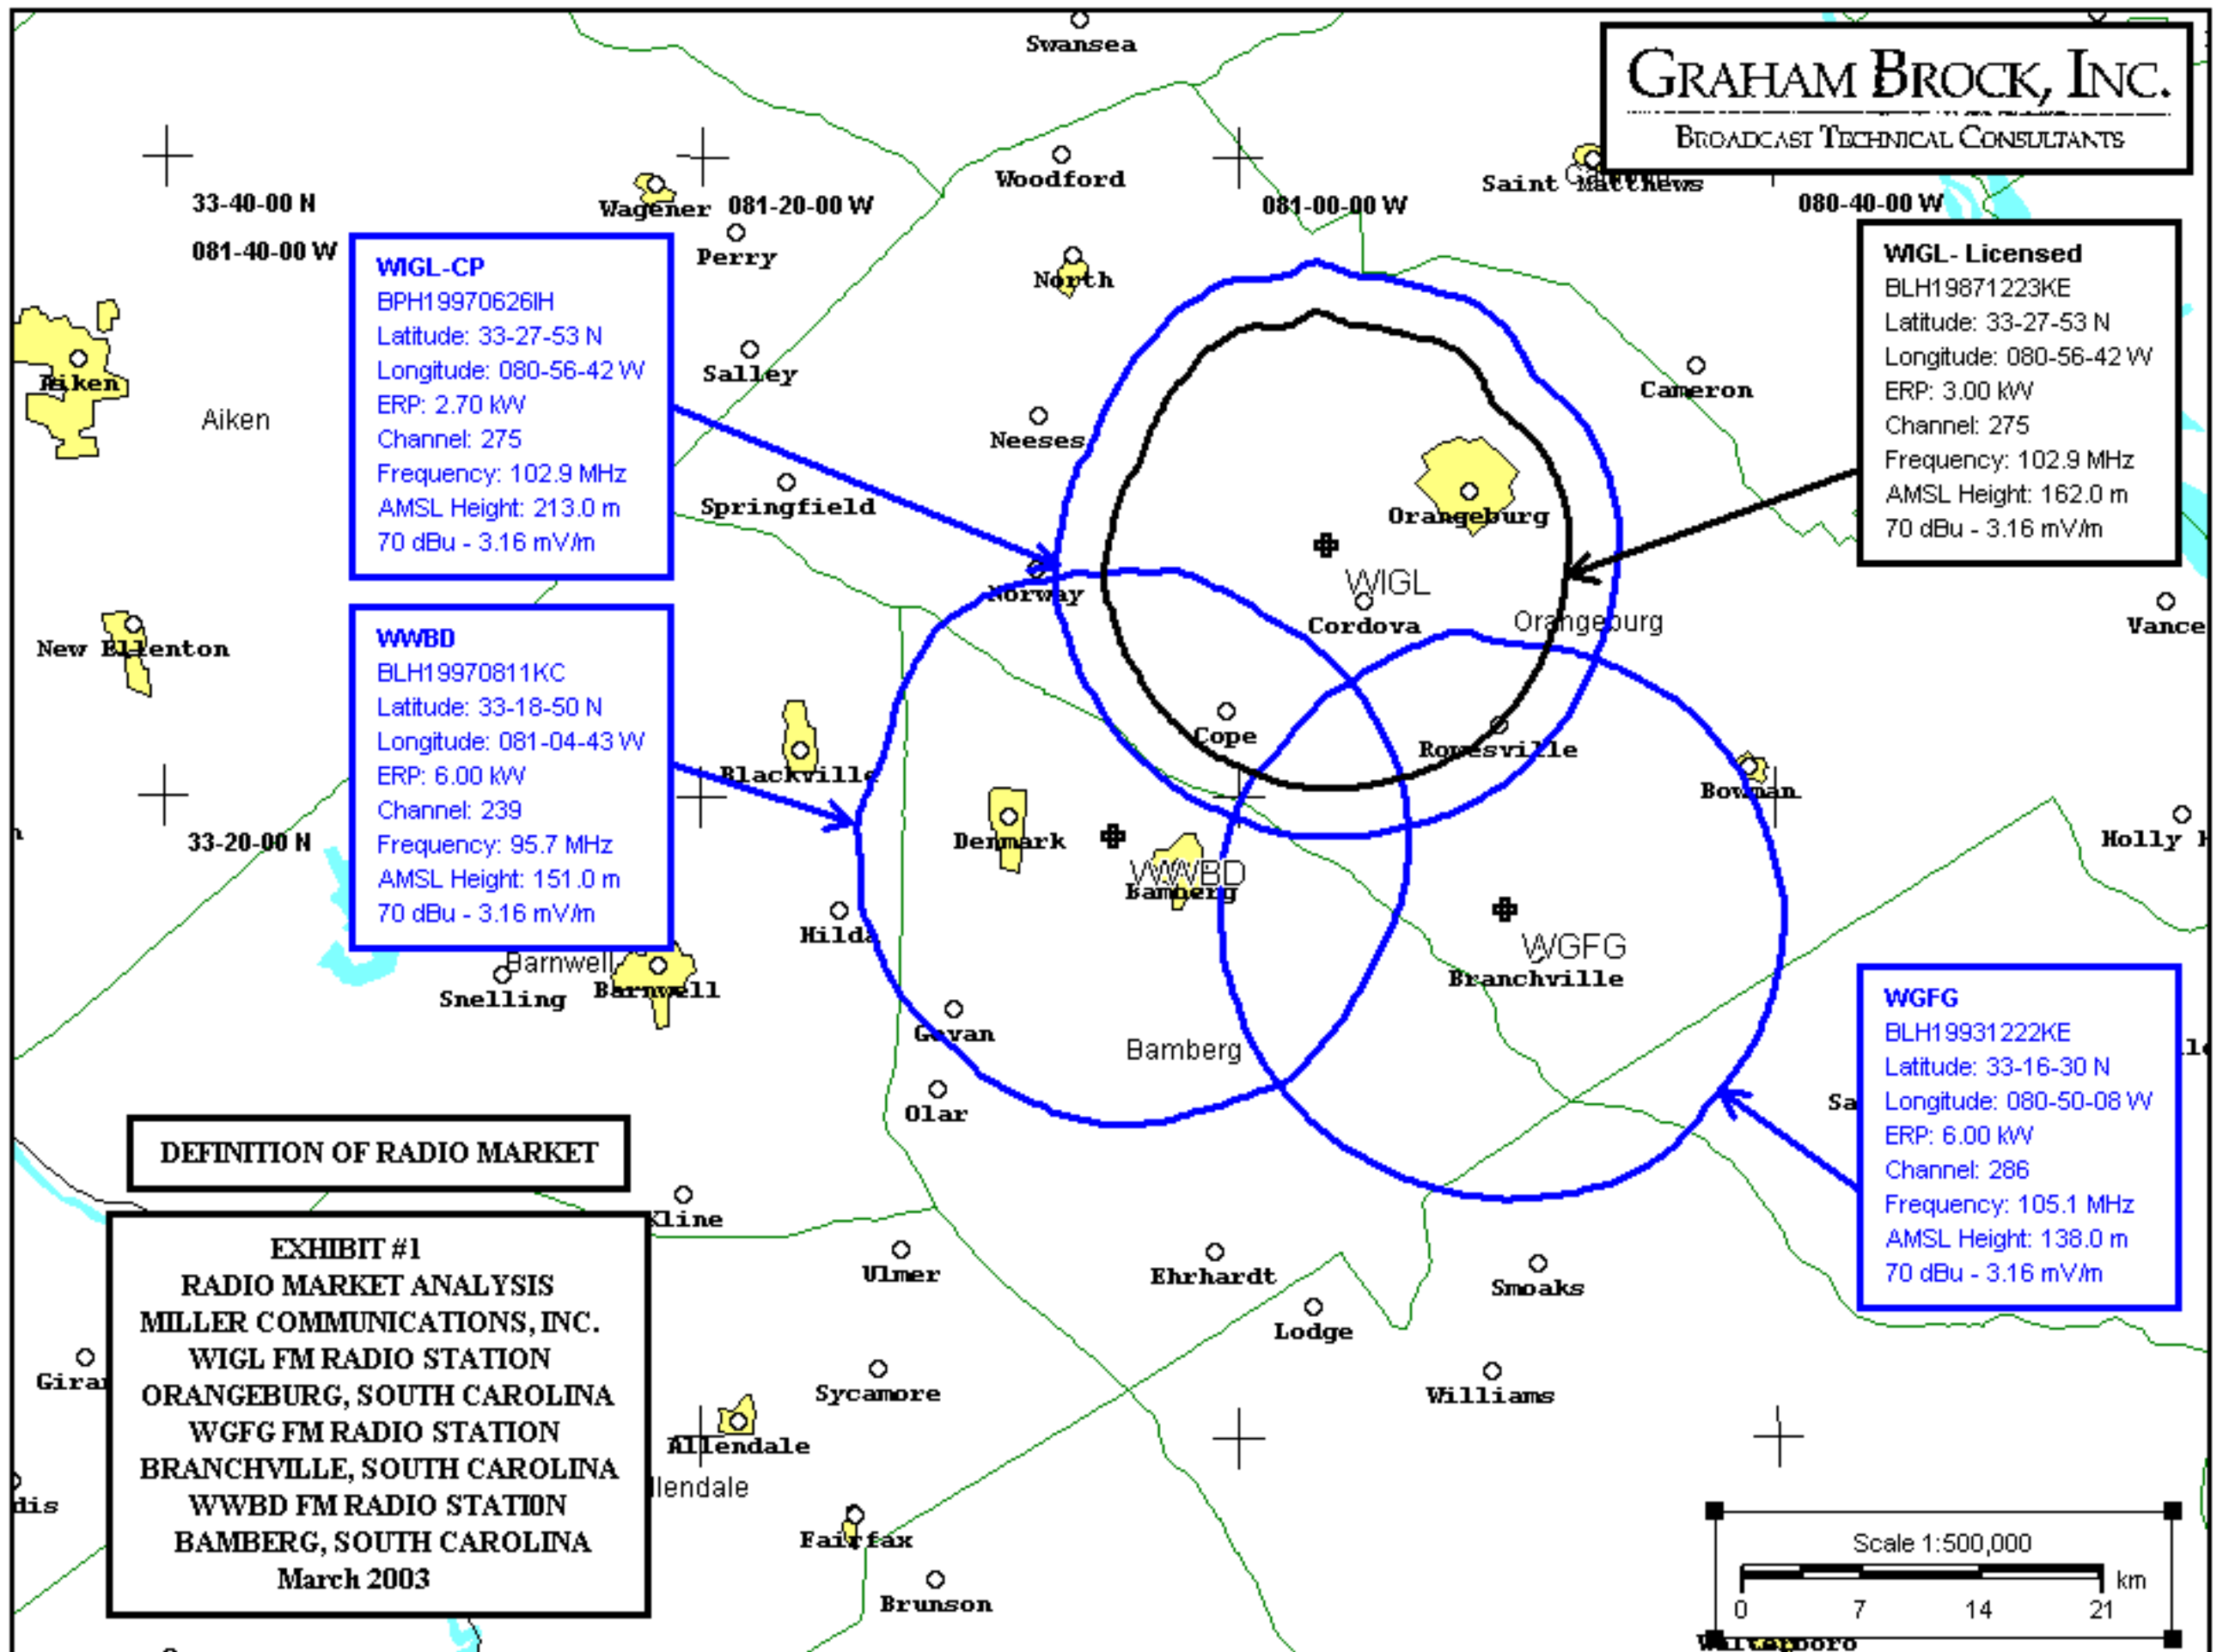 Swansea
GRAHAM BROCK, INC.
BROADCAST TECHNICAL CONSULTANTS
Woodford
Saint Matthews
33-40-00 N
081-40-00 W
Wagener
081-20-00 W
081-00-00 W
080-40-00 W
Perry
North
WIGL-CP
BPH19970626IH
Latitude: 33-27-53 N
Longitude: 080-56-42 W
ERP: 2.70 kW
Channel: 275
Frequency: 102.9 MHz
AMSL Height: 213.0 m
70 dBu - 3.16 mV/m
WIGL- Licensed
BLH19871223KE
Latitude: 33-27-53 N
Longitude: 080-56-42 W
ERP: 3.00 kW
Channel: 275
Frequency: 102.9 MHz
AMSL Height: 162.0 m
70 dBu - 3.16 mV/m
Aiken
Aiken
Salley
Cameron
Neeses
Springfield
Orangeburg
WIGL
Norway
Cordova
Orangeburg
Vance
New Ellenton
WWBD
BLH19970811KC
Latitude: 33-18-50 N
Longitude: 081-04-43 W
ERP: 6.00 kW
Channel: 239
Frequency: 95.7 MHz
AMSL Height: 151.0 m
70 dBu - 3.16 mV/m
Cope
Rowesville
Blackville
Bowman
33-20-00 N
Denmark
WWBD
Bamberg
Holly H
Hilda
WGFG
Branchville
Barnwell
Snelling
Barnwell
Govan
Bamberg
Olar
Sa
WGFG
BLH19931222KE
Latitude: 33-16-30 N
Longitude: 080-50-08 W
ERP: 6.00 kW
Channel: 286
Frequency: 105.1 MHz
AMSL Height: 138.0 m
70 dBu - 3.16 mV/m
DEFINITION OF RADIO MARKET
Kline
Ulmer
Ehrhardt
Smoaks
Lodge
EXHIBIT #1
RADIO MARKET ANALYSIS
MILLER COMMUNICATIONS, INC.
WIGL FM RADIO STATION
ORANGEBURG, SOUTH CAROLINA
WGFG FM RADIO STATION
BRANCHVILLE, SOUTH CAROLINA
WWBD FM RADIO STATI0N
BAMBERG, SOUTH CAROLINA
March 2003
Girar
Sycamore
Williams
Allendale
llendale
dis
Fairfax
Brunson
Scale 1:500,000
km
0 7 14 21
Walterboro